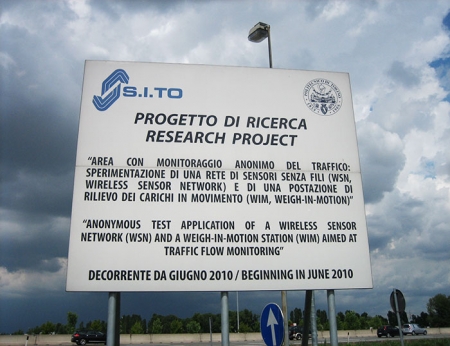 S.I.TO
PROGETTO DI RICERCA
RESEARCH PROJECT
"AREA CON MONITORAGGIO ANONIMO DEL TRAFFICO:
SPERIMENTAZIONE DI UNA RETE DI SENSORI SENZA FILI (WSN,
WIRELESS SENSOR NETWORK) E DI UNA POSTAZIONE DI
RILIEVO DEI CARICHI IN MOVIMENTO (WIM, WEIGH-IN-MOTION)"
"ANONYMOUS TEST APPLICATION OF A WIRELESS SENSOR
NETWORK (WSN) AND A WEIGH-IN-MOTION STATION (WIM) AIMED AT
TRAFFIC FLOW MONITORING"
DECORRENTE DA GIUGNO 2010 / BEGINNING IN JUNE 2010